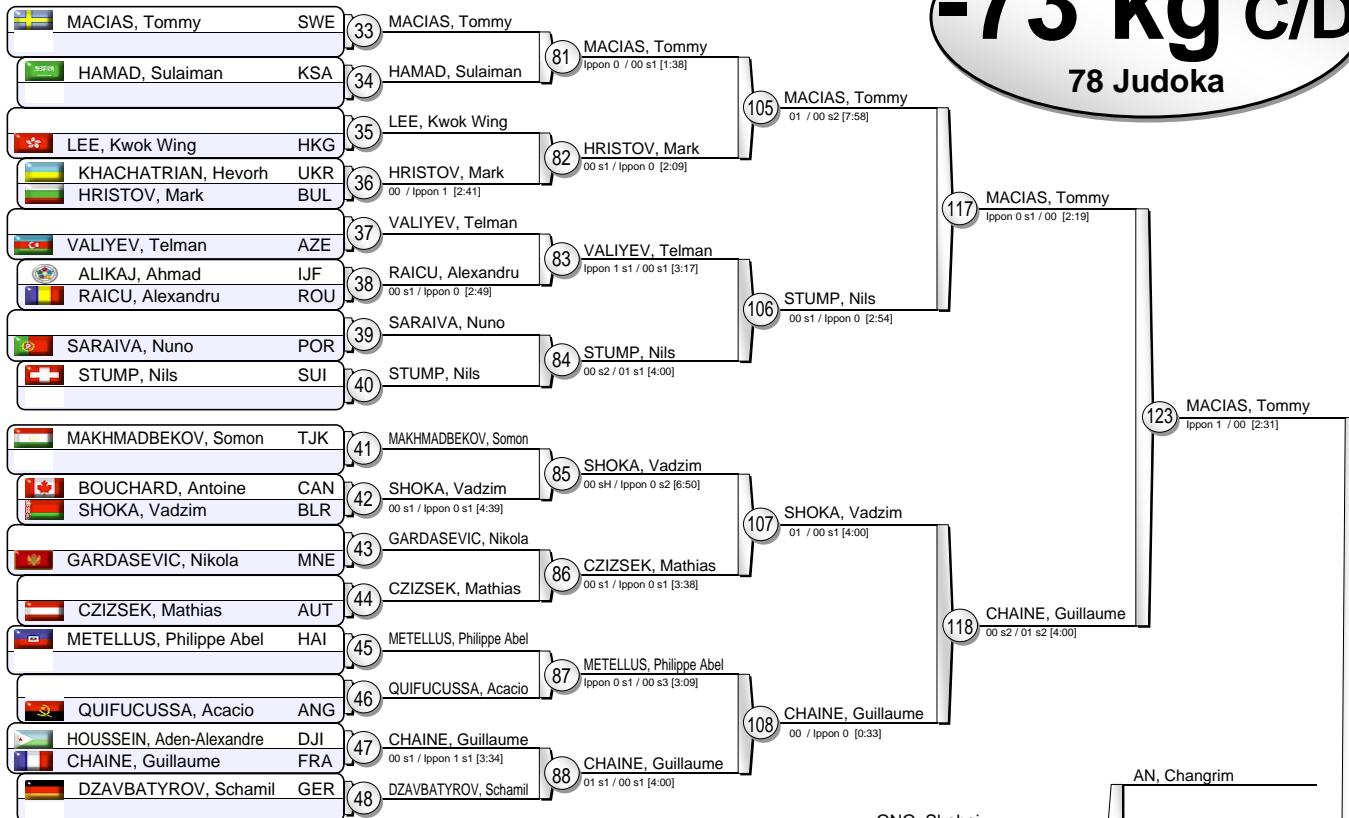 -73 kg C/D
78 Judoka
MACIAS, Tommy SWE
33 MACIAS, Tommy
HAMAD, Sulaiman KSA
34 HAMAD, Sulaiman
81 MACIAS, Tommy
Ippon 0 / 00 s1 [1:38]
LEE, Kwok Wing HKG
35 LEE, Kwok Wing
KHACHATRIAN, Hevorh UKR
HRISTOV, Mark BUL
36 HRISTOV, Mark
00 / Ippon 1 [2:41]
82 HRISTOV, Mark
00 s1 / Ippon 0 [2:09]
105 MACIAS, Tommy
01 / 00 s2 [7:58]
VALIYEV, Telman AZE
37 VALIYEV, Telman
ALIKAJ, Ahmad IJF
RAICU, Alexandru ROU
38 RAICU, Alexandru
00 s1 / Ippon 0 [2:49]
83 VALIYEV, Telman
Ippon 1 s1 / 00 s1 [3:17]
SARAIVA, Nuno POR
39 SARAIVA, Nuno
STUMP, Nils SUI
40 STUMP, Nils
84 STUMP, Nils
00 s2 / 01 s1 [4:00]
106 STUMP, Nils
00 s1 / Ippon 0 [2:54]
117 MACIAS, Tommy
Ippon 0 s1 / 00 [2:19]
MAKHMADBEKOV, Somon TJK
41 MAKHMADBEKOV, Somon
BOUCHARD, Antoine CAN
SHOKA, Vadzim BLR
42 SHOKA, Vadzim
00 s1 / Ippon 0 s1 [4:39]
85 SHOKA, Vadzim
00 sH / Ippon 0 s2 [6:50]
GARDASEVIC, Nikola MNE
43 GARDASEVIC, Nikola
CZIZSEK, Mathias AUT
44 CZIZSEK, Mathias
86 CZIZSEK, Mathias
00 s1 / Ippon 0 s1 [3:38]
107 SHOKA, Vadzim
01 / 00 s1 [4:00]
METELLUS, Philippe Abel HAI
45 METELLUS, Philippe Abel
QUIFUCUSSA, Acacio ANG
46 QUIFUCUSSA, Acacio
87 METELLUS, Philippe Abel
Ippon 0 s1 / 00 s3 [3:09]
HOUSSEIN, Aden-Alexandre DJI
CHAINE, Guillaume FRA
47 CHAINE, Guillaume
00 s1 / Ippon 1 s1 [3:34]
DZAVBATYROV, Schamil GER
48 DZAVBATYROV, Schamil
88 CHAINE, Guillaume
01 s1 / 00 s1 [4:00]
108 CHAINE, Guillaume
00 / Ippon 0 [0:33]
118 CHAINE, Guillaume
00 s2 / 01 s2 [4:00]
123 MACIAS, Tommy
Ippon 1 / 00 [2:31]
AN, Changrim